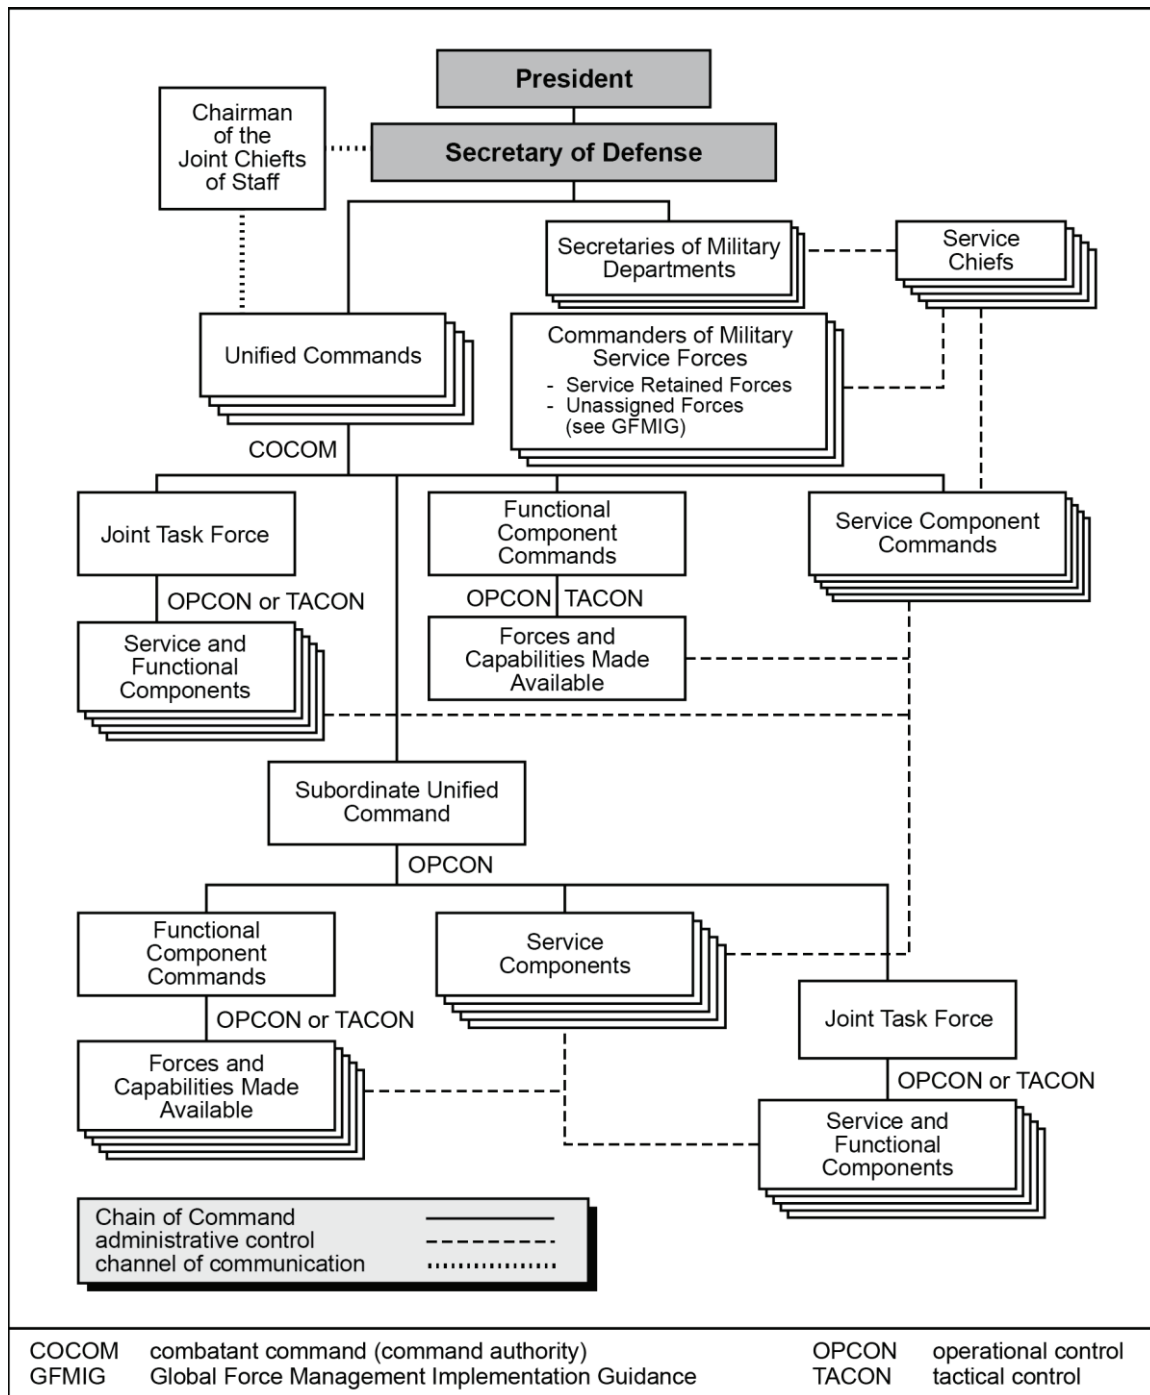 President
Chairman
of the
Joint Chiefts
of Staff
Secretary of Defense
Secretaries of Military
Departments
Service
Chiefs
Unified Commands
Commanders of Military
Service Forces
- Service Retained Forces
- Unassigned Forces
(see GFMIG)
COCOM
Joint Task Force
Functional
Component
Commands
Service Component
Commands
OPCON or TACON
OPCON TACON
Service and
Functional
Components
Forces and
Capabilities Made
Available
Subordinate Unified
Command
OPCON
Functional
Component
Commands
Service
Components
Joint Task Force
OPCON or TACON
OPCON or TACON
Forces and
Capabilities Made
Available
Service and
Functional
Components
Chain of Command
administrative control
channel of communication
COCOM combatant command (command authority) OPCON operational control
GFMIG Global Force Management Implementation Guidance TACON tactical control